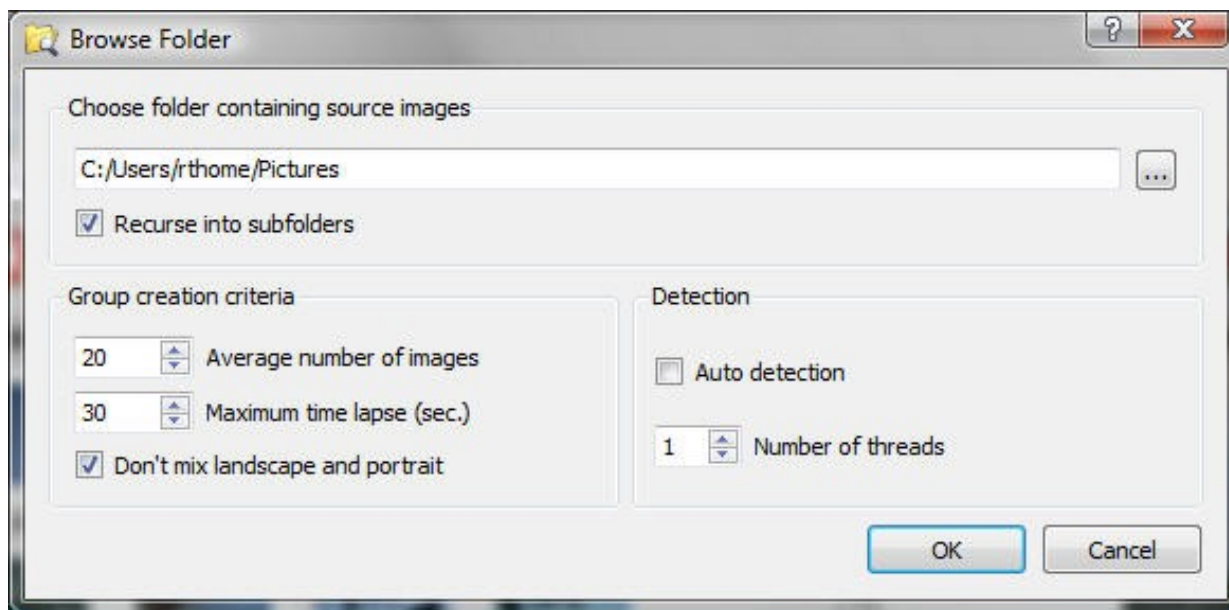 Browse Folder
Choose folder containing source images
C:/Users/rthome/Pictures
...
Recurse into subfolders
Group creation criteria
20 Average number of images
30 Maximum time lapse (sec.)
Don't mix landscape and portrait
Detection
Auto detection
1 Number of threads
OK
Cancel